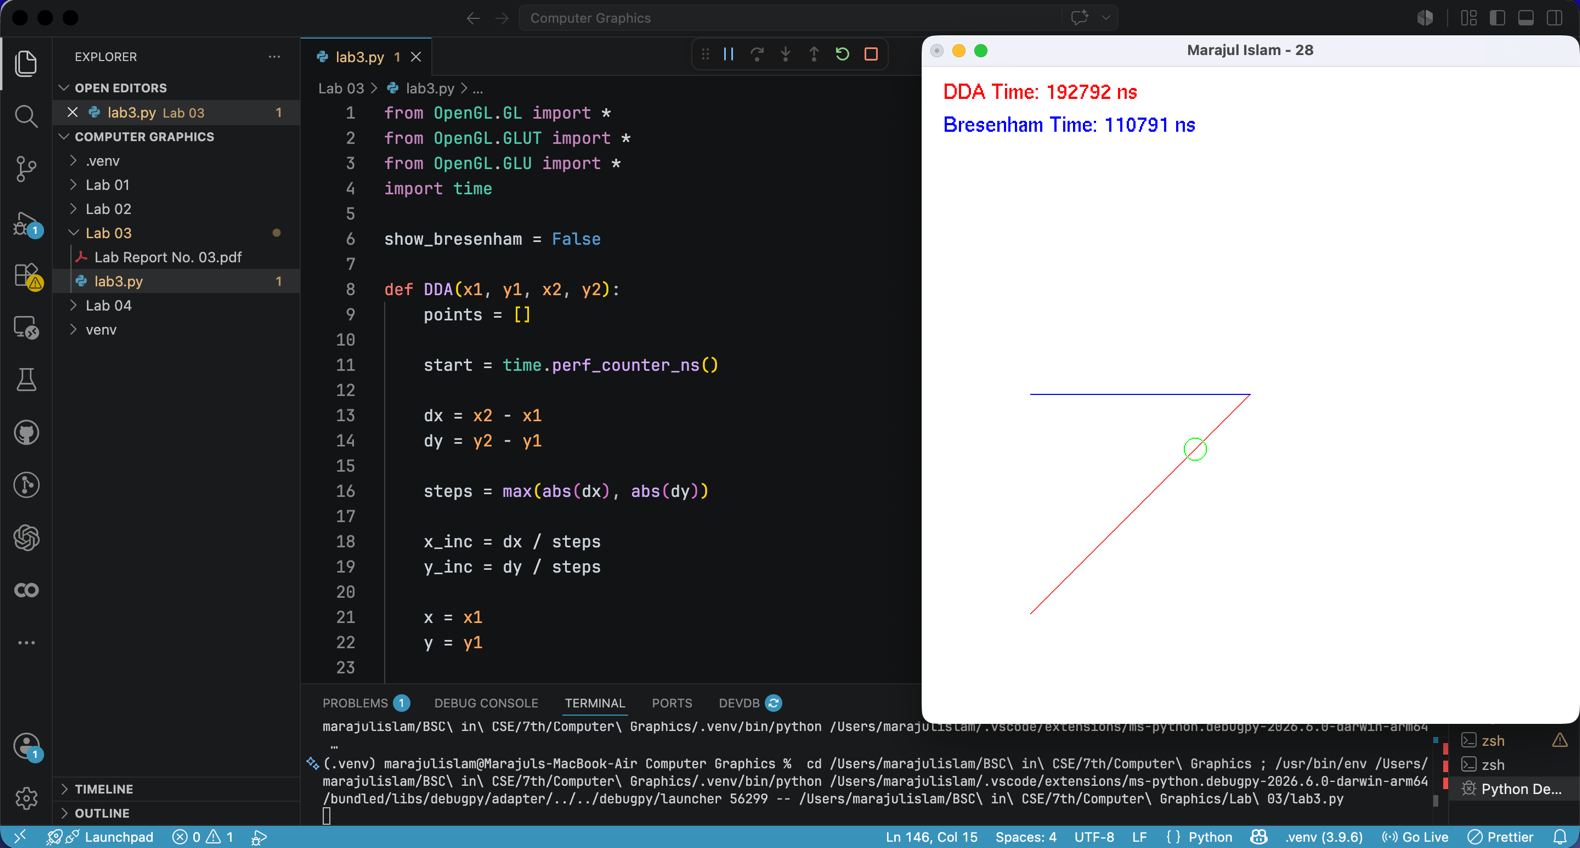 Computer Graphics
EXPLORER
OPEN EDITORS
lab3.py Lab 03 1
COMPUTER GRAPHICS
.venv
Lab 01
Lab 02
Lab 03
Lab Report No. 03.pdf
lab3.py 1
Lab 04
venv
TIMELINE
OUTLINE
lab3.py 1
Lab 03 > lab3.py > ...
1 from OpenGL.GL import *
2 from OpenGL.GLUT import *
3 from OpenGL.GLU import *
4 import time
5
6 show_bresenham = False
7
8 def DDA(x1, y1, x2, y2):
9 points = []
10
11 start = time.perf_counter_ns()
12
13 dx = x2 - x1
14 dy = y2 - y1
15
16 steps = max(abs(dx), abs(dy))
17
18 x_inc = dx / steps
19 y_inc = dy / steps
20
21 x = x1
22 y = y1
23
Marajul Islam - 28
DDA Time: 192792 ns
Bresenham Time: 110791 ns
PROBLEMS 1 DEBUG CONSOLE TERMINAL PORTS DEVDB
marajulislam/BSC\ in\ CSE/7th/Computer\ Graphics/.venv/bin/python /Users/marajulislam/.vscode/extensions/ms-python.debugpy-2026.6.0-darwin-arm64
…
(.venv) marajulislam@Marajuls-MacBook-Air Computer Graphics % cd /Users/marajulislam/BSC\ in\ CSE/7th/Computer\ Graphics ; /usr/bin/env /Users/
marajulislam/BSC\ in\ CSE/7th/Computer\ Graphics/.venv/bin/python /Users/marajulislam/.vscode/extensions/ms-python.debugpy-2026.6.0-darwin-arm64
/bundled/libs/debugpy/adapter/../../debugpy/launcher 56299 -- /Users/marajulislam/BSC\ in\ CSE/7th/Computer\ Graphics/Lab\ 03/lab3.py
zsh
zsh
Python De...
1
1
Launchpad 0 1 Ln 146, Col 15 Spaces: 4 UTF-8 LF { } Python .venv (3.9.6) Go Live Prettier